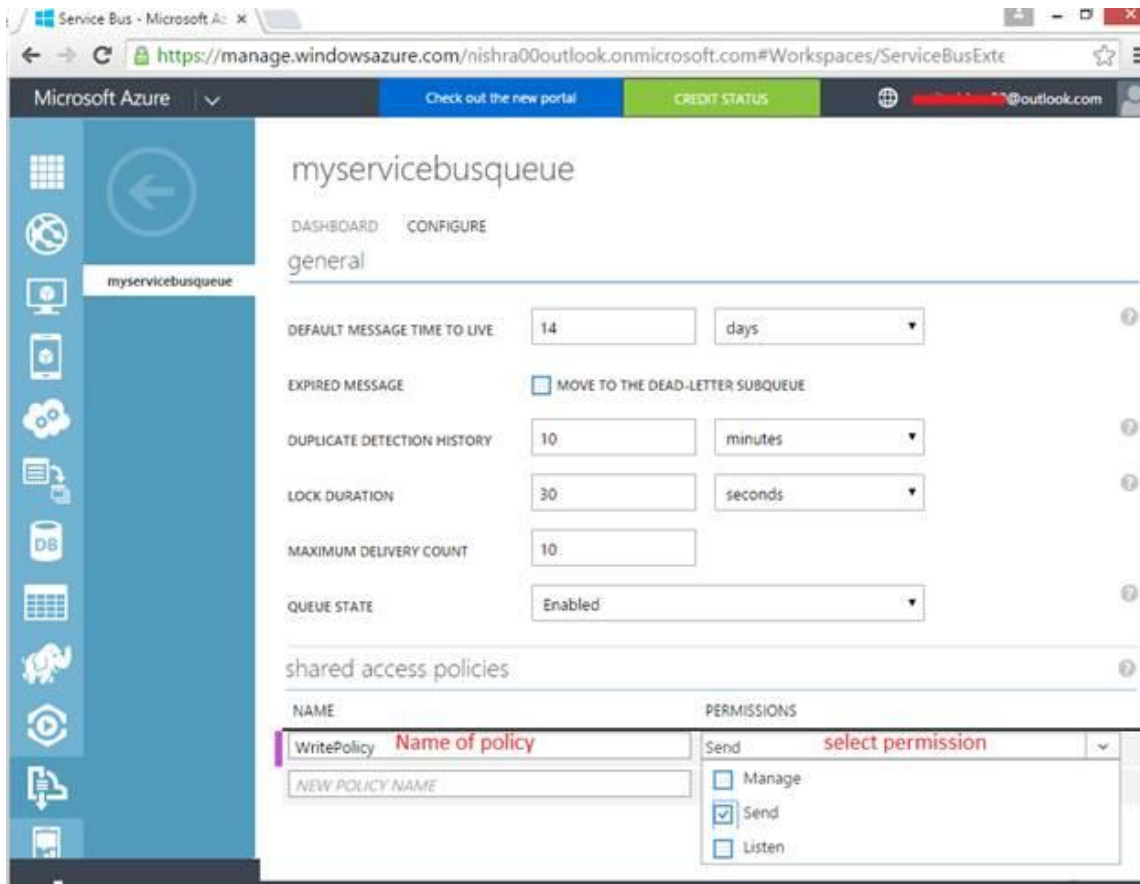 Service Bus - Microsoft Az
https://manage.windowsazure.com/nishra00outlook.onmicrosoft.com#Workspaces/ServiceBusExte
Microsoft Azure
Check out the new portal
CREDIT STATUS
@outlook.com
myservicebusqueue
DASHBOARD CONFIGURE
general
myservicebusqueue
DEFAULT MESSAGE TIME TO LIVE 14 days
EXPIRED MESSAGE MOVE TO THE DEAD-LETTER SUBQUEUE
DUPLICATE DETECTION HISTORY 10 minutes
LOCK DURATION 30 seconds
MAXIMUM DELIVERY COUNT 10
QUEUE STATE Enabled
DB
shared access policies
NAME PERMISSIONS
WritePolicy Name of policy Send select permission
NEW POLICY NAME
Manage
Send
Listen